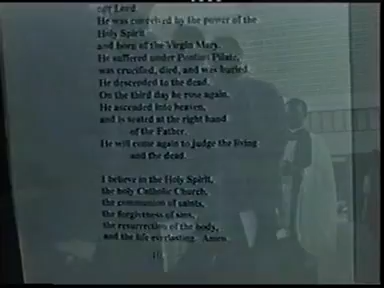 our Lord.
He was conceived by the power of the
Holy Spirit
and born of the Virgin Mary.
He suffered under Pontius Pilate,
was crucified, died, and was buried.
He descended to the dead.
On the third day he rose again.
He ascended into heaven,
and is seated at the right hand
of the Father.
He will come again to judge the living
and the dead.
I believe in the Holy Spirit,
the holy Catholic Church,
the communion of saints,
the forgiveness of sins,
the resurrection of the body,
and the life everlasting. Amen.